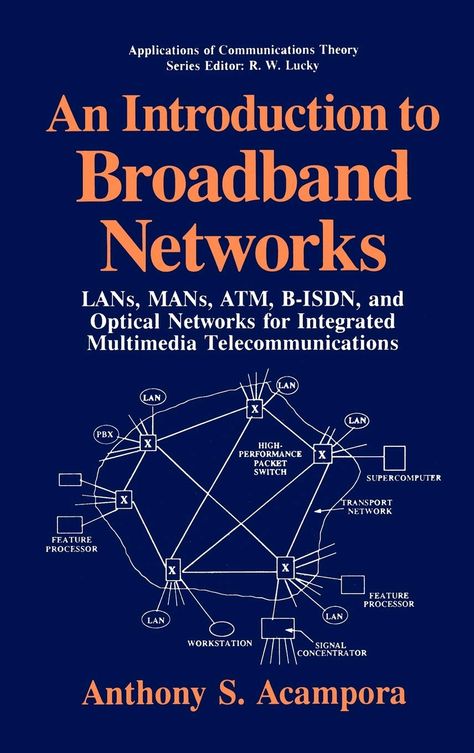 Applications of Communications Theory
Series Editor: R. W. Lucky
An Introduction to
Broadband
Networks
LANs, MANs, ATM, B-ISDN, and
Optical Networks for Integrated
Multimedia Telecommunications
LAN
LAN
PBX
X
X
LAN
HIGH-
PERFORMANCE
PACKET
SWITCH
X
SUPERCOMPUTER
X
TRANSPORT
NETWORK
FEATURE
PROCESSOR
X
X
FEATURE
PROCESSOR
LAN
LAN
WORKSTATION
SIGNAL
CONCENTRATOR
Anthony S. Acampora